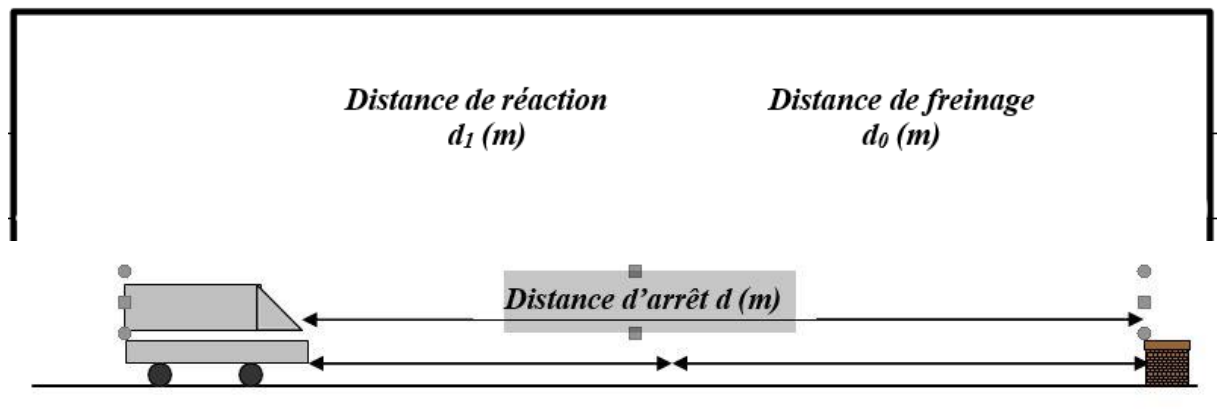 Distance de réaction
d₁ (m)
Distance de freinage
d₀ (m)
Distance d’arrêt d (m)